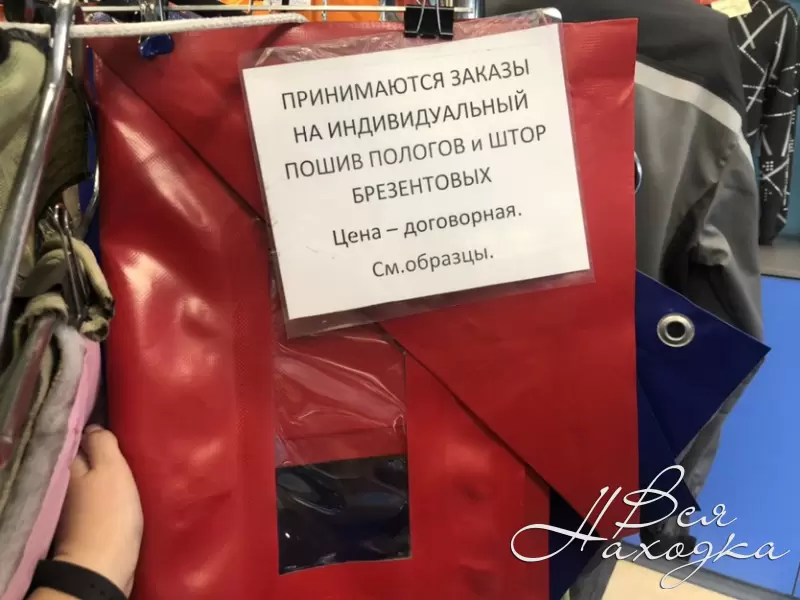 ПРИНИМАЮТСЯ ЗАКАЗЫ
НА ИНДИВИДУАЛЬНЫЙ
ПОШИВ ПОЛОГОВ и ШТОР
БРЕЗЕНТОВЫХ
Цена – договорная.
См.образцы.
Вся
Находка